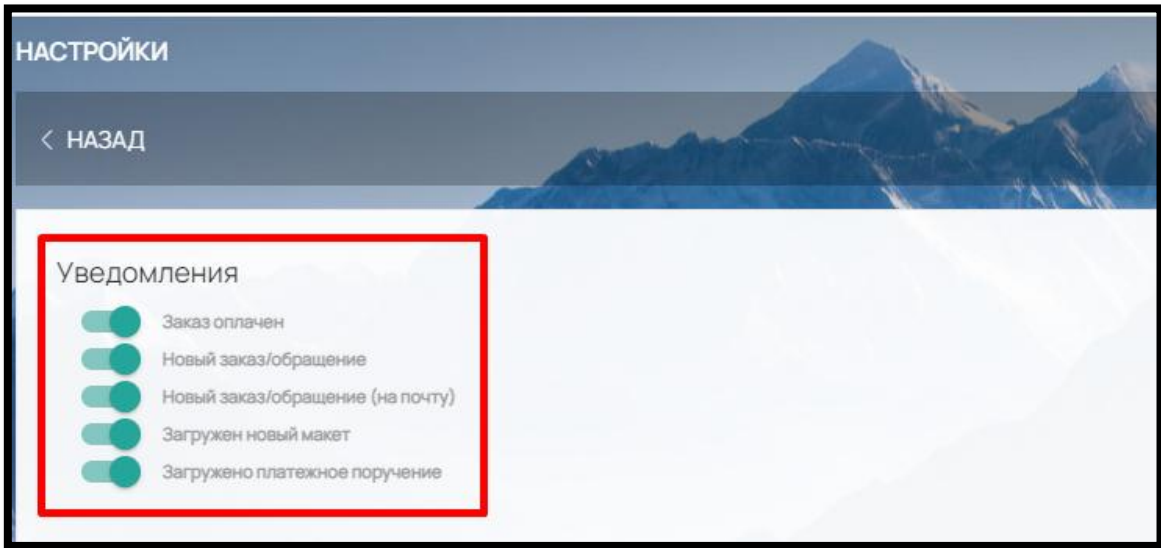 НАСТРОЙКИ
< НАЗАД
Уведомления
Заказ оплачен
Новый заказ/обращение
Новый заказ/обращение (на почту)
Загружен новый макет
Загружено платежное поручение